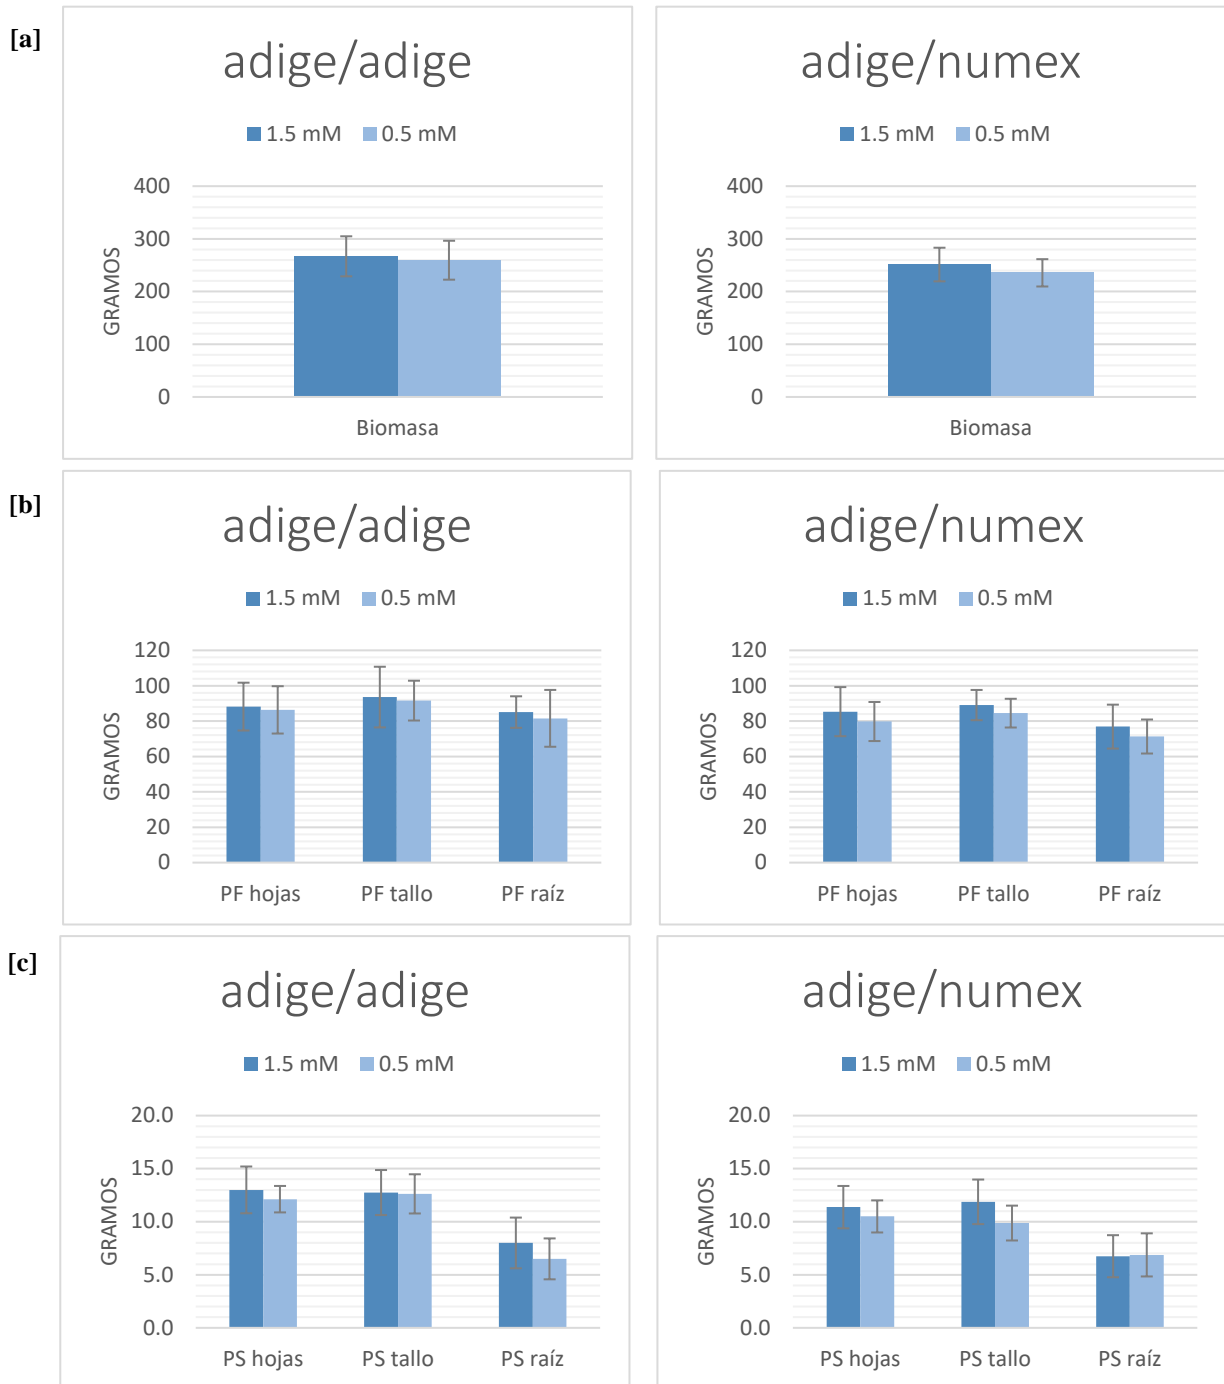 [a]
adige/adige
1.5 mM 0.5 mM
400
300
200
100
0
GRAMOS
Biomasa
adige/numex
1.5 mM 0.5 mM
400
300
200
100
0
GRAMOS
Biomasa
[b]
adige/adige
1.5 mM 0.5 mM
120
100
80
60
40
20
0
GRAMOS
PF hojas PF tallo PF raíz
adige/numex
1.5 mM 0.5 mM
120
100
80
60
40
20
0
GRAMOS
PF hojas PF tallo PF raíz
[c]
adige/adige
1.5 mM 0.5 mM
20.0
15.0
10.0
5.0
0.0
GRAMOS
PS hojas PS tallo PS raíz
adige/numex
1.5 mM 0.5 mM
20.0
15.0
10.0
5.0
0.0
GRAMOS
PS hojas PS tallo PS raíz